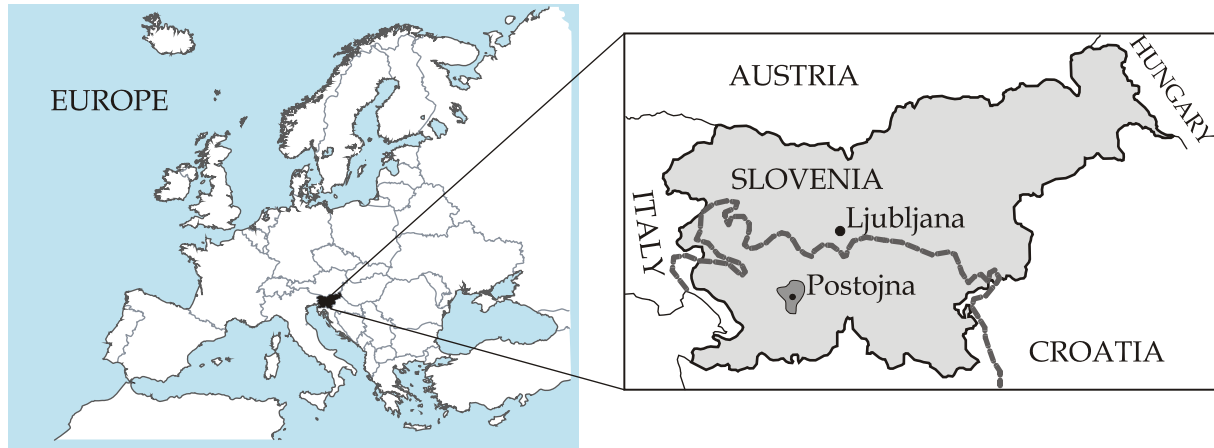 EUROPE
AUSTRIA
HUNGARY
SLOVENIA
ITALY
Ljubljana
Postojna
CROATIA